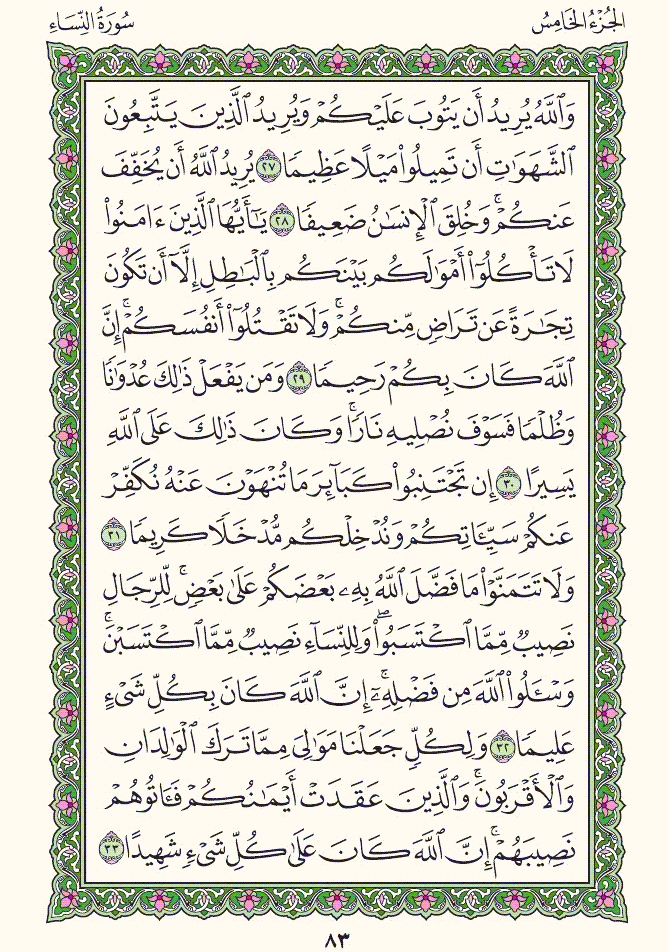 الجُزْءُ الخَامِسُ
سُورَةُ النِّسَاءِ
وَٱللَّهُ يُرِيدُ أَن يَتُوبَ عَلَيْكُمْ وَيُرِيدُ ٱلَّذِينَ يَتَّبِعُونَ
ٱلشَّهَوَٰتِ أَن تَمِيلُوا۟ مَيْلًا عَظِيمًا ٢٧ يُرِيدُ ٱللَّهُ أَن يُخَفِّفَ
عَنكُمْ ۚ وَخُلِقَ ٱلْإِنسَٰنُ ضَعِيفًا ٢٨ يَٰٓأَيُّهَا ٱلَّذِينَ ءَامَنُوا۟
لَا تَأْكُلُوٓا۟ أَمْوَٰلَكُم بَيْنَكُم بِٱلْبَٰطِلِ إِلَّآ أَن تَكُونَ
تِجَٰرَةً عَن تَرَاضٍ مِّنكُمْ ۚ وَلَا تَقْتُلُوٓا۟ أَنفُسَكُمْ ۚ إِنَّ
ٱللَّهَ كَانَ بِكُمْ رَحِيمًا ٢٩ وَمَن يَفْعَلْ ذَٰلِكَ عُدْوَٰنًا
وَظُلْمًا فَسَوْفَ نُصْلِيهِ نَارًا ۚ وَكَانَ ذَٰلِكَ عَلَى ٱللَّهِ
يَسِيرًا ٣٠ إِن تَجْتَنِبُوا۟ كَبَآئِرَ مَا تُنْهَوْنَ عَنْهُ نُكَفِّرْ
عَنكُمْ سَيِّـَٔاتِكُمْ وَنُدْخِلْكُم مُّدْخَلًا كَرِيمًا ٣١
وَلَا تَتَمَنَّوْا۟ مَا فَضَّلَ ٱللَّهُ بِهِۦ بَعْضَكُمْ عَلَىٰ بَعْضٍ ۚ لِّلرِّجَالِ
نَصِيبٌ مِّمَّا ٱكْتَسَبُوا۟ ۖ وَلِلنِّسَآءِ نَصِيبٌ مِّمَّا ٱكْتَسَبْنَ ۚ
وَسْـَٔلُوا۟ ٱللَّهَ مِن فَضْلِهِۦٓ ۗ إِنَّ ٱللَّهَ كَانَ بِكُلِّ شَىْءٍ
عَلِيمًا ٣٢ وَلِكُلٍّ جَعَلْنَا مَوَٰلِىَ مِمَّا تَرَكَ ٱلْوَٰلِدَانِ
وَٱلْأَقْرَبُونَ ۚ وَٱلَّذِينَ عَقَدَتْ أَيْمَٰنُكُمْ فَـَٔاتُوهُمْ
نَصِيبَهُمْ ۚ إِنَّ ٱللَّهَ كَانَ عَلَىٰ كُلِّ شَىْءٍ شَهِيدًا ٣٣
٨٣